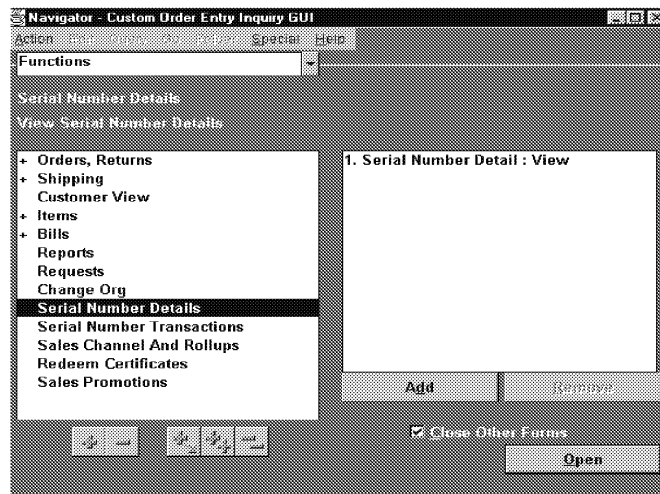 Navigator - Custom Order Entry Inquiry GUI
Action Special Help
Functions
Serial Number Details
View Serial Number Details
+ Orders, Returns
+ Shipping
Customer View
+ Items
+ Bills
Reports
Requests
Change Org
Serial Number Details
Serial Number Transactions
Sales Channel And Rollups
Redeem Certificates
Sales Promotions
1. Serial Number Detail : View
Add Remove
Close Other Forms
Open